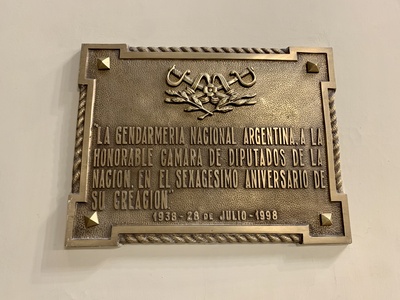 "LA GENDARMERIA NACIONAL ARGENTINA, A LA
HONORABLE CAMARA DE DIPUTADOS DE LA
NACION, EN EL SEXAGESIMO ANIVERSARIO DE
SU CREACION"
1938 - 28 DE JULIO - 1998